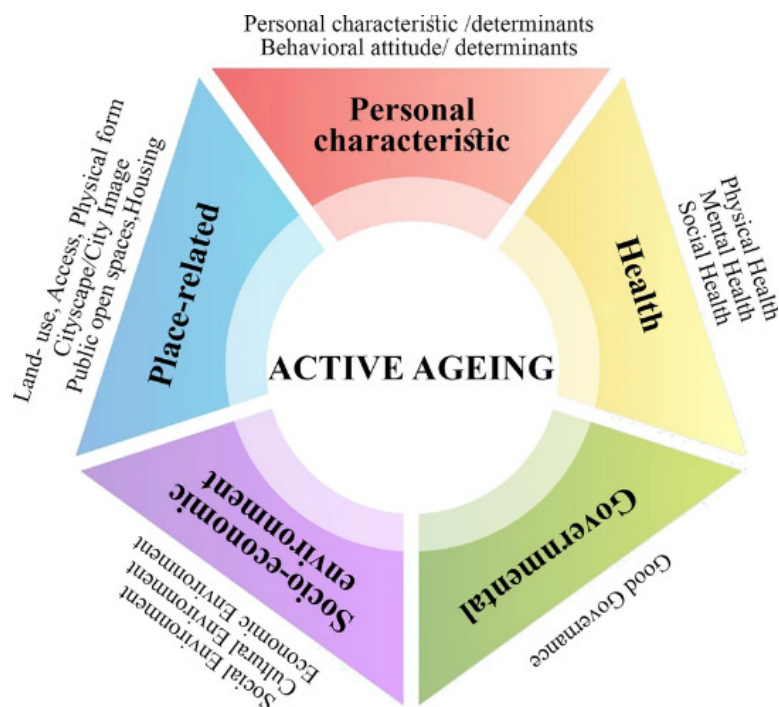 Personal characteristic /determinants
Behavioral attitude/ determinants
Personal
characteristic
Physical Health
Mental Health
Social Health
Health
Governmental
Good Governance
Socio-economic
environment
Social Environment
Cultural Environment
Economic Environment
Land- use, Access, Physical form
Cityscape/City Image
Public open spaces,Housing
Place-related
ACTIVE AGEING